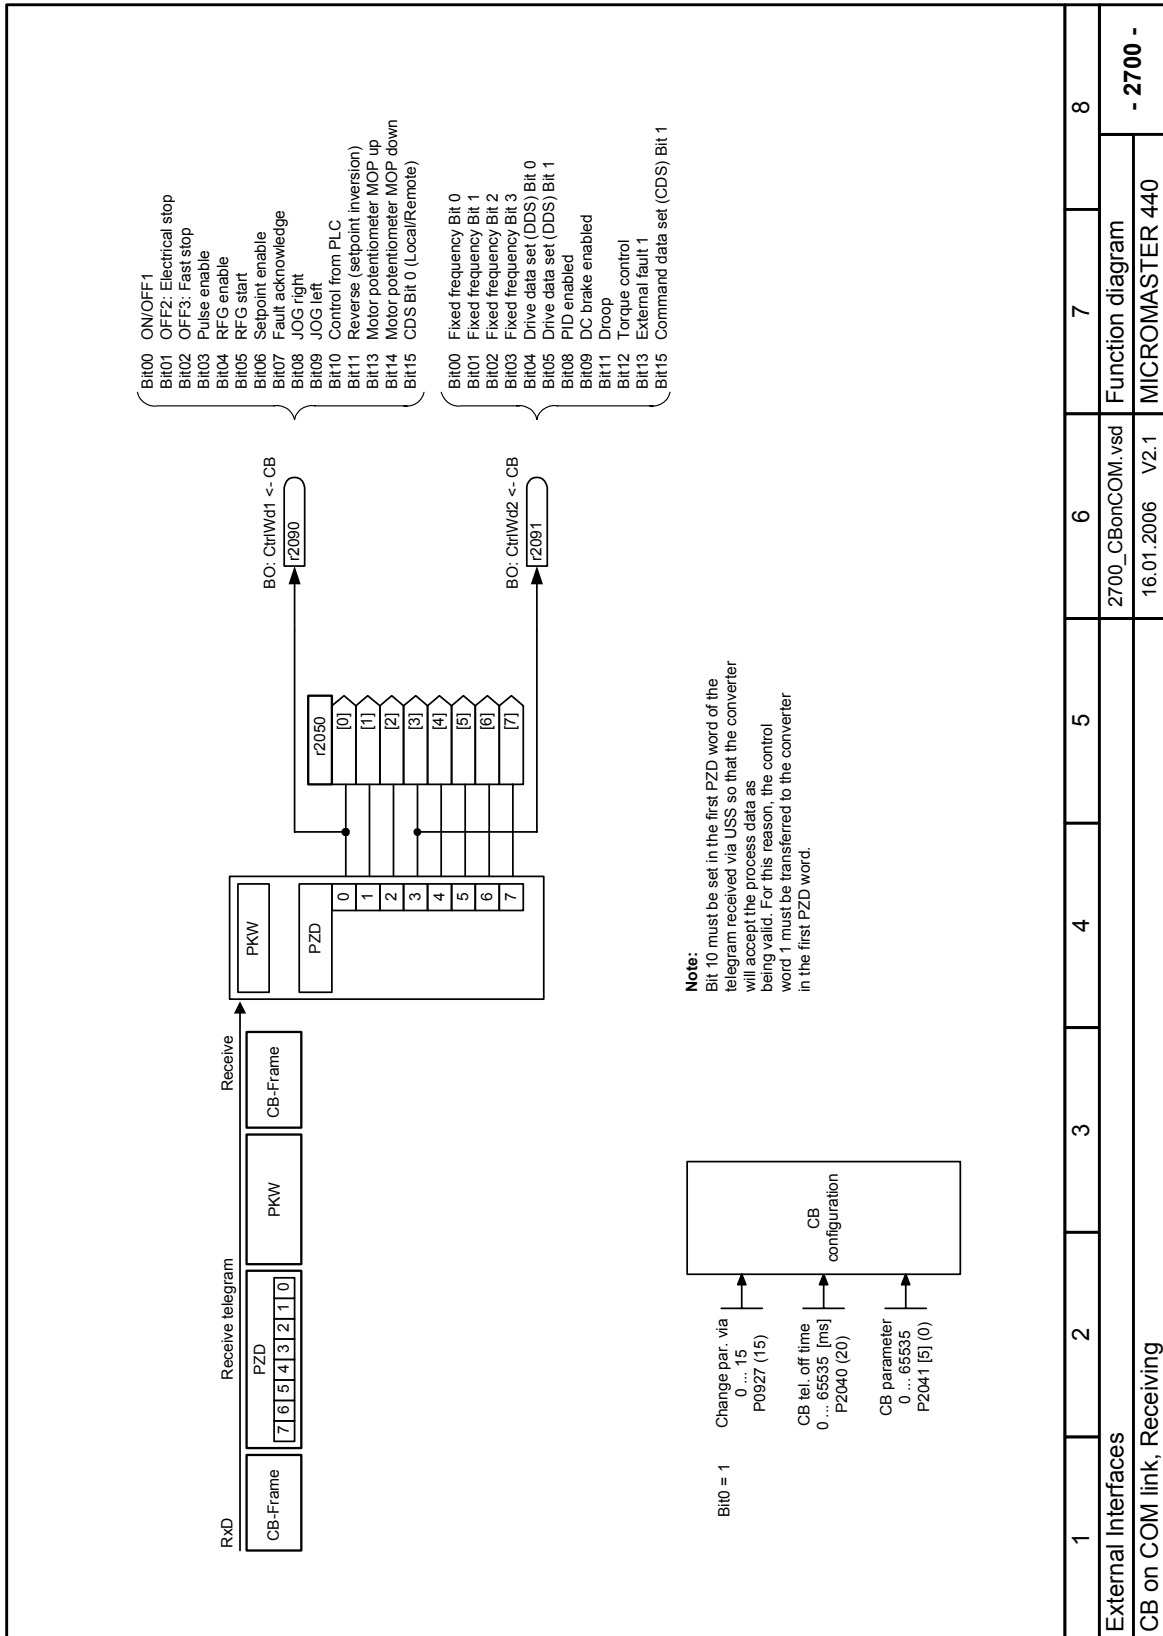 RxD
Receive telegram
Receive
CB-Frame
PZD
7 6 5 4 3 2 1 0
PKW
CB-Frame
PKW
PZD
0
1
2
3
4
5
6
7
r2050
[0]
[1]
[2]
[3]
[4]
[5]
[6]
[7]
BO: CtrlWd1 <- CB
r2090
BO: CtrlWd2 <- CB
r2091
Bit00 ON/OFF1
Bit01 OFF2: Electrical stop
Bit02 OFF3: Fast stop
Bit03 Pulse enable
Bit04 RFG enable
Bit05 RFG start
Bit06 Setpoint enable
Bit07 Fault acknowledge
Bit08 JOG right
Bit09 JOG left
Bit10 Control from PLC
Bit11 Reverse (setpoint inversion)
Bit13 Motor potentiometer MOP up
Bit14 Motor potentiometer MOP down
Bit15 CDS Bit 0 (Local/Remote)
Bit00 Fixed frequency Bit 0
Bit01 Fixed frequency Bit 1
Bit02 Fixed frequency Bit 2
Bit03 Fixed frequency Bit 3
Bit04 Drive data set (DDS) Bit 0
Bit05 Drive data set (DDS) Bit 1
Bit08 PID enabled
Bit09 DC brake enabled
Bit11 Droop
Bit12 Torque control
Bit13 External fault 1
Bit15 Command data set (CDS) Bit 1
Bit0 = 1
Change par. via
0 ... 15
P0927 (15)
CB tel. off time
0 ... 65535 [ms]
P2040 (20)
CB parameter
0 ... 65535
P2041 [5] (0)
CB
configuration
Note:
Bit 10 must be set in the first PZD word of the
telegram received via USS so that the converter
will accept the process data as
being valid. For this reason, the control
word 1 must be transferred to the converter
in the first PZD word.
1 2 3 4 5 6 7 8
External Interfaces
2700_CBonCOM.vsd
Function diagram
- 2700 -
CB on COM link, Receiving
16.01.2006 V2.1
MICROMASTER 440